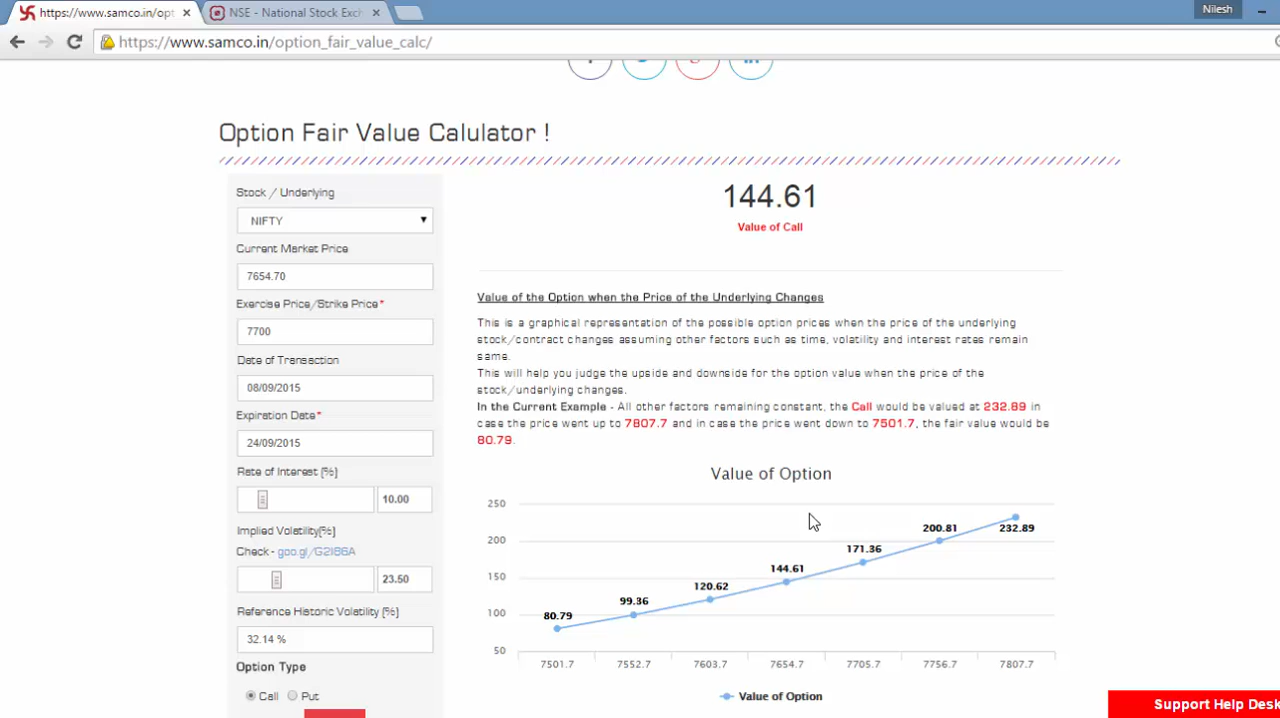 https://www.samco.in/opt
NSE - National Stock Exc
Nilesh
https://www.samco.in/option_fair_value_calc/
Option Fair Value Calulator !
Stock / Underlying
NIFTY
Current Market Price
7654.70
Exercise Price/Strike Price*
7700
Date of Transaction
08/09/2015
Expiration Date*
24/09/2015
Rate of Interest (%)
10.00
Implied Volatility(%)
Check - goo.gl/G2I86A
23.50
Reference Historic Volatility (%)
32.14 %
Option Type
Call Put
144.61
Value of Call
Value of the Option when the Price of the Underlying Changes
This is a graphical representation of the possible option prices when the price of the underlying
stock/contract changes assuming other factors such as time, volatility and interest rates remain
same.
This will help you judge the upside and downside for the option value when the price of the
stock/underlying changes.
In the Current Example - All other factors remaining constant, the Call would be valued at 232.89 in
case the price went up to 7807.7 and in case the price went down to 7501.7, the fair value would be
80.79.
Value of Option
250
200
150
100
50
80.79
99.36
120.62
144.61
171.36
200.81
232.89
7501.7 7552.7 7603.7 7654.7 7705.7 7756.7 7807.7
Value of Option
Support Help Desk